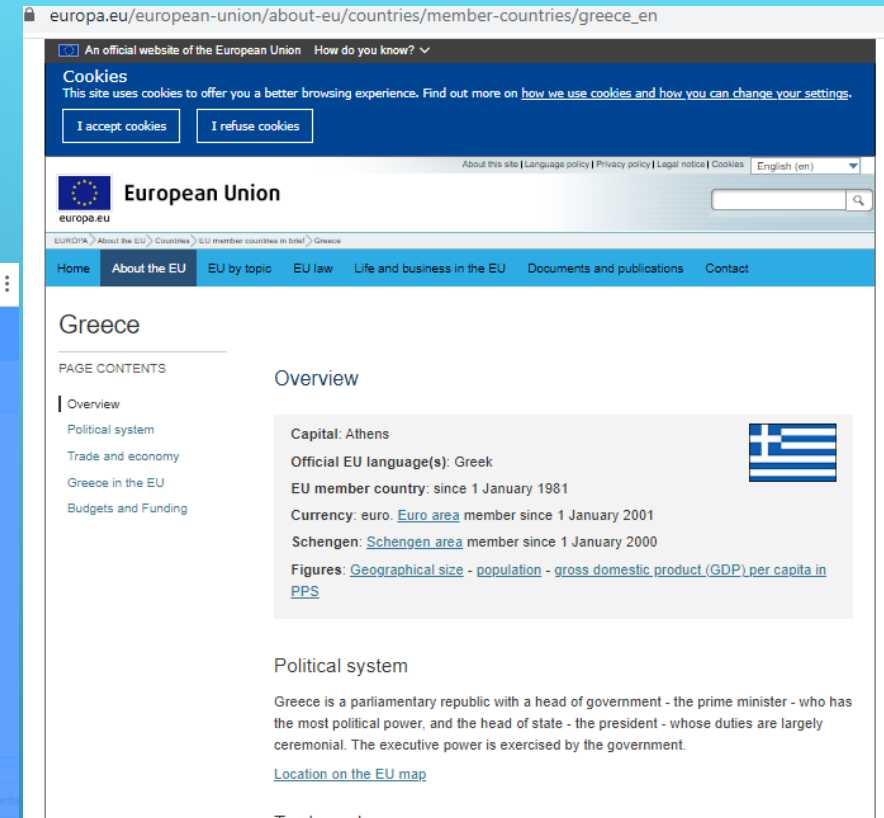 europa.eu/european-union/about-eu/countries/member-countries/greece_en
An official website of the European Union How do you know?
Cookies
This site uses cookies to offer you a better browsing experience. Find out more on how we use cookies and how you can change your settings.
I accept cookies I refuse cookies
About this site | Language policy | Privacy policy | Legal notice | Cookies English (en)
European Union
europa.eu
EUROPA About the EU Countries EU member countries in brief Greece
Home About the EU EU by topic EU law Life and business in the EU Documents and publications Contact
Greece
PAGE CONTENTS
Overview
Political system
Trade and economy
Greece in the EU
Budgets and Funding
Overview
Capital: Athens
Official EU language(s): Greek
EU member country: since 1 January 1981
Currency: euro. Euro area member since 1 January 2001
Schengen: Schengen area member since 1 January 2000
Figures: Geographical size - population - gross domestic product (GDP) per capita in
PPS
Political system
Greece is a parliamentary republic with a head of government - the prime minister - who has
the most political power, and the head of state - the president - whose duties are largely
ceremonial. The executive power is exercised by the government.
Location on the EU map